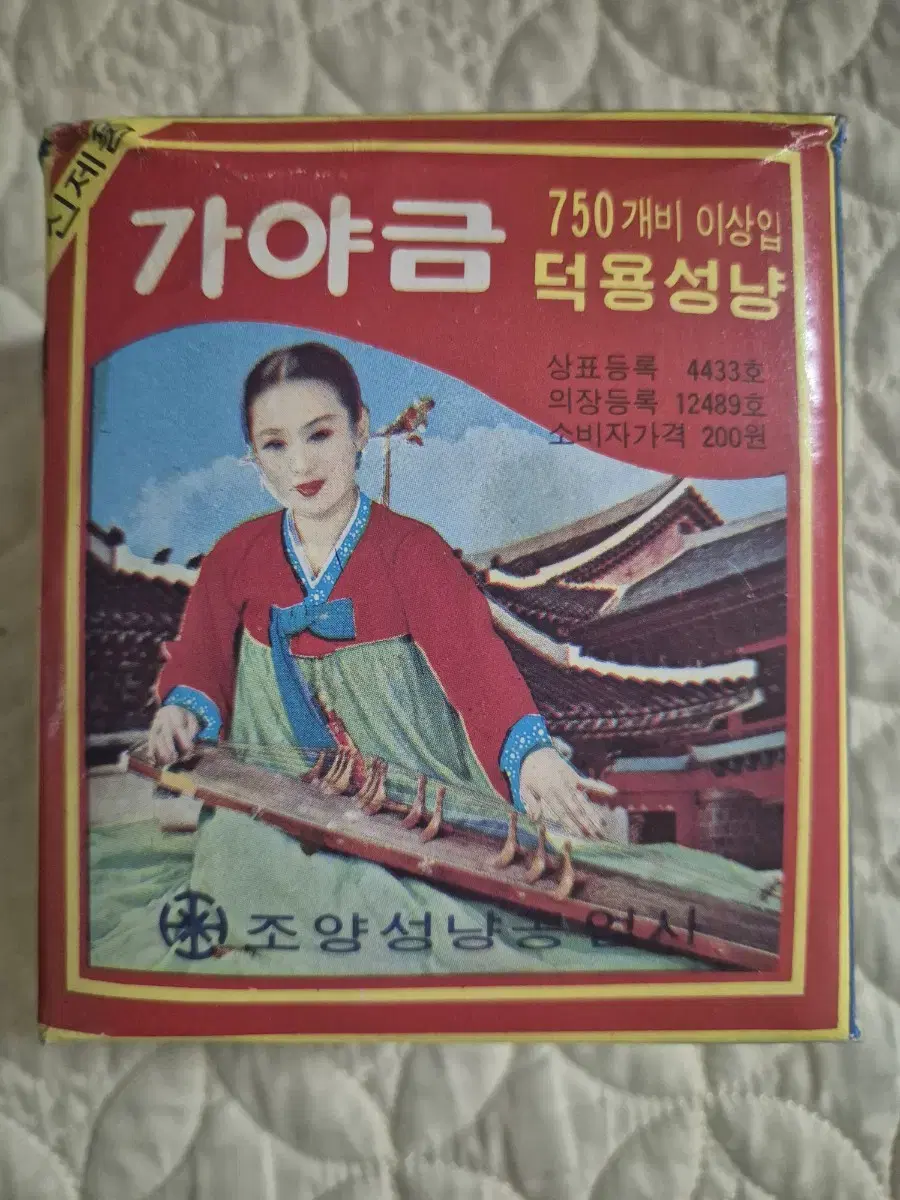 신제품
가야금
750개비 이상입
덕용성냥
상표등록 4433호
의장등록 12489호
소비자가격 200원
조양성냥공업사